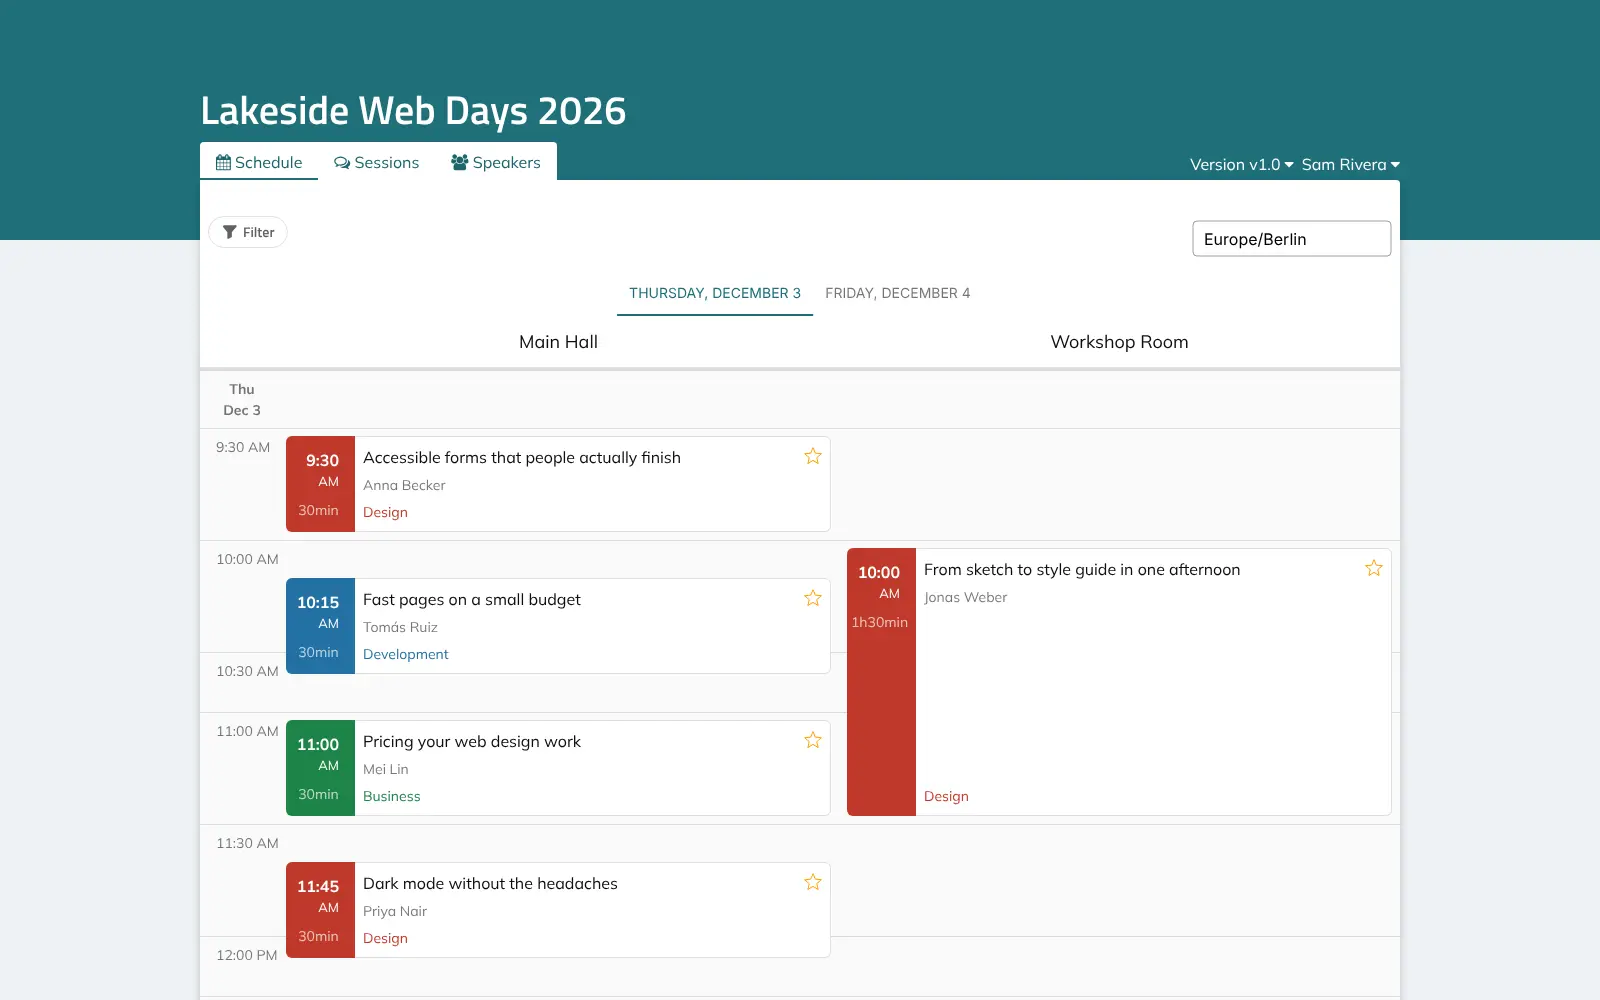 Lakeside Web Days 2026
Schedule Sessions Speakers
Version v1.0 Sam Rivera
Filter
Europe/Berlin
THURSDAY, DECEMBER 3 FRIDAY, DECEMBER 4
Main Hall Workshop Room
Thu
Dec 3
9:30 AM
9:30
AM
30min
Accessible forms that people actually finish
Anna Becker
Design
10:00 AM
10:00
AM
1h30min
From sketch to style guide in one afternoon
Jonas Weber
Design
10:15
AM
30min
Fast pages on a small budget
Tomás Ruiz
Development
10:30 AM
11:00 AM
11:00
AM
30min
Pricing your web design work
Mei Lin
Business
11:30 AM
11:45
AM
30min
Dark mode without the headaches
Priya Nair
Design
12:00 PM